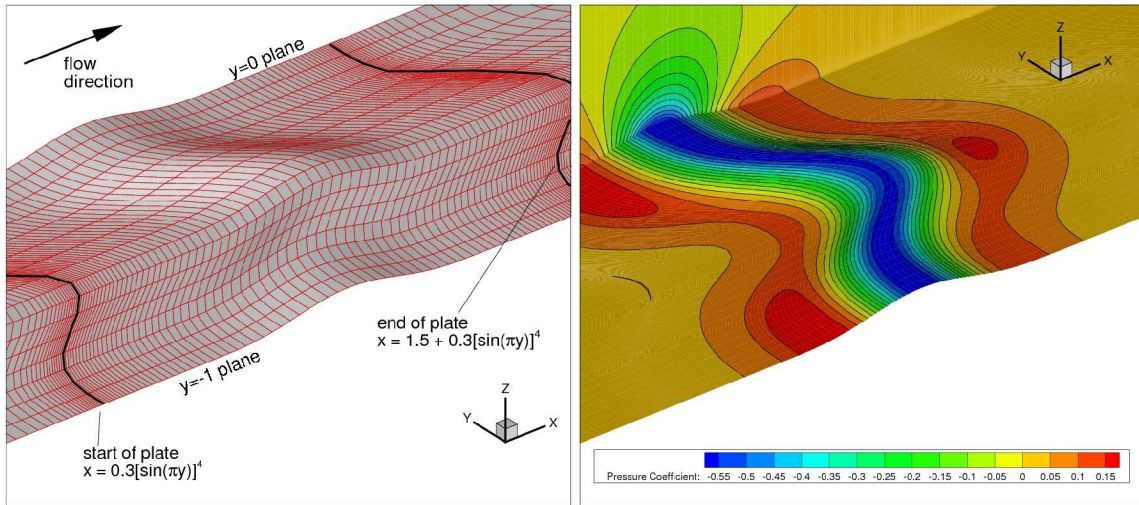 flow
direction
y=0 plane
end of plate
x = 1.5 + 0.3[sin(πy)]⁴
y=-1 plane
start of plate
x = 0.3[sin(πy)]⁴
Z
Y
X
Z
Y
X
Pressure Coefficient: -0.55 -0.5 -0.45 -0.4 -0.35 -0.3 -0.25 -0.2 -0.15 -0.1 -0.05 0 0.05 0.1 0.15